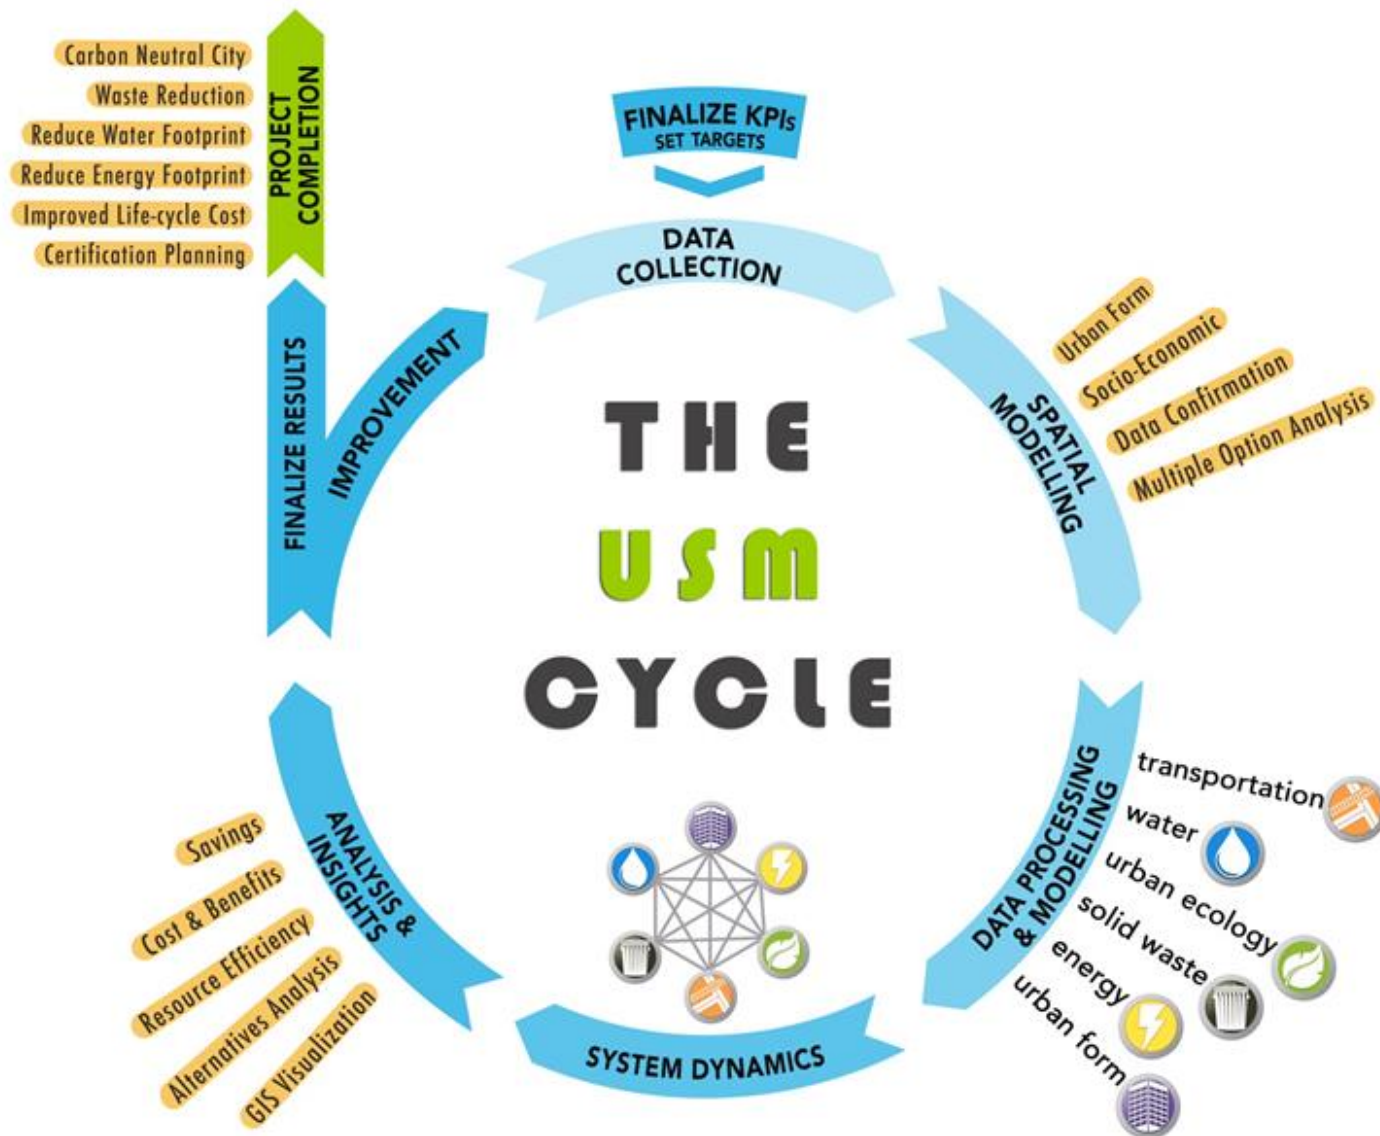 Carbon Neutral City
Waste Reduction
Reduce Water Footprint
Reduce Energy Footprint
Improved Life-cycle Cost
Certification Planning
PROJECT
COMPLETION
FINALIZE RESULTS
IMPROVEMENT
FINALIZE KPIs
SET TARGETS
DATA
COLLECTION
SPATIAL
MODELLING
Urban Form
Socio-Economic
Data Confirmation
Multiple Option Analysis
THE
USM
CYCLE
DATA PROCESSING
& MODELLING
transportation
water
urban ecology
solid waste
energy
urban form
SYSTEM DYNAMICS
ANALYSIS &
INSIGHTS
Savings
Cost & Benefits
Resource Efficiency
Alternatives Analysis
GIS Visualization